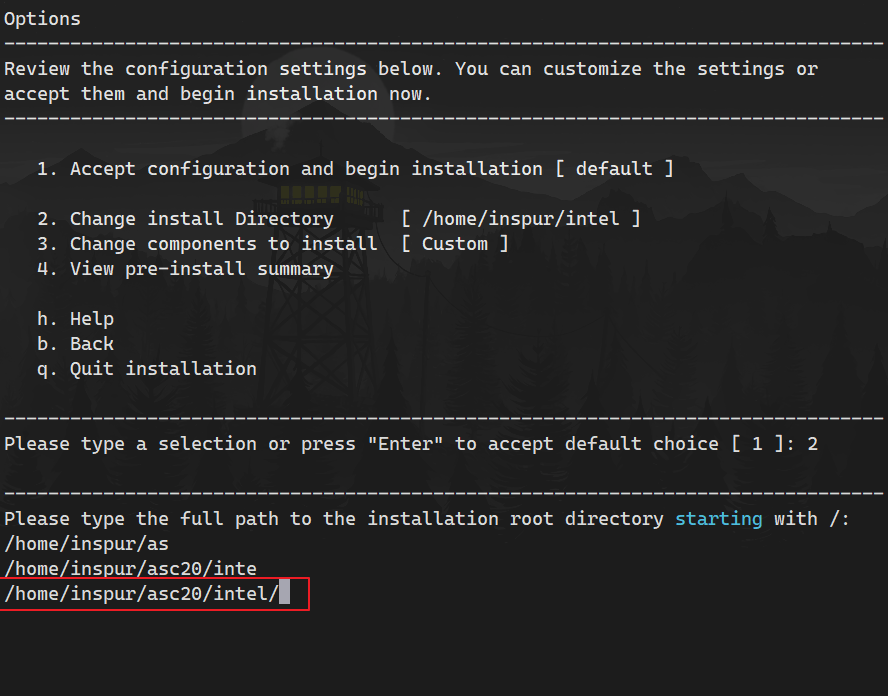 Options
--------------------------------------------------------------------------------
Review the configuration settings below. You can customize the settings or
accept them and begin installation now.
--------------------------------------------------------------------------------
1. Accept configuration and begin installation [ default ]
2. Change install Directory      [ /home/inspur/intel ]
3. Change components to install  [ Custom ]
4. View pre-install summary
h. Help
b. Back
q. Quit installation
--------------------------------------------------------------------------------
Please type a selection or press "Enter" to accept default choice [ 1 ]: 2
--------------------------------------------------------------------------------
Please type the full path to the installation root directory starting with /:
/home/inspur/as
/home/inspur/asc20/inte
/home/inspur/asc20/intel/